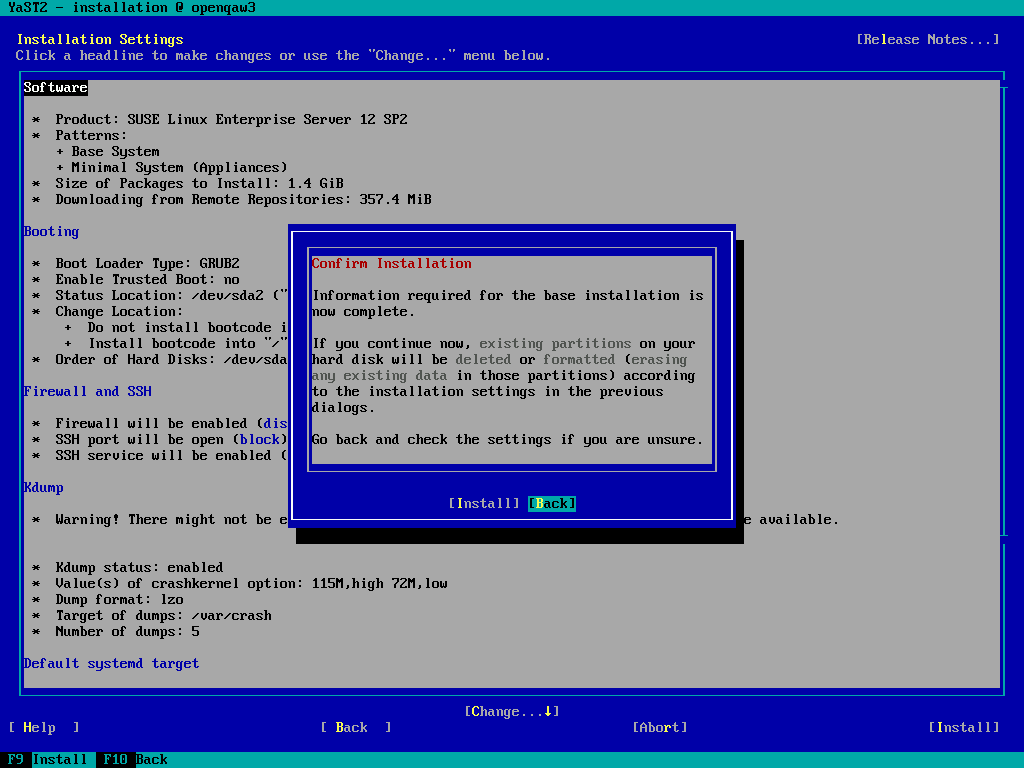 YaST2 - installation @ openqaw3
Installation Settings [Release Notes...]
Click a headline to make changes or use the "Change..." menu below.
Software
* Product: SUSE Linux Enterprise Server 12 SP2
* Patterns:
+ Base System
+ Minimal System (Appliances)
* Size of Packages to Install: 1.4 GiB
* Downloading from Remote Repositories: 357.4 MiB
Booting
* Boot Loader Type: GRUB2
* Enable Trusted Boot: no
* Status Location: /dev/sda2 ("
* Change Location:
+ Do not install bootcode i
+ Install bootcode into "/"
* Order of Hard Disks: /dev/sda
Firewall and SSH
* Firewall will be enabled (dis
* SSH port will be open (block)
* SSH service will be enabled (
Kdump
* Warning! There might not be e
e available.
* Kdump status: enabled
* Value(s) of crashkernel option: 115M,high 72M,low
* Dump format: lzo
* Target of dumps: /var/crash
* Number of dumps: 5
Default systemd target
Confirm Installation
Information required for the base installation is
now complete.
If you continue now, existing partitions on your
hard disk will be deleted or formatted (erasing
any existing data in those partitions) according
to the installation settings in the previous
dialogs.
Go back and check the settings if you are unsure.
[Install] [Back]
[Change...↓]
[ Help ] [ Back ] [Abort] [Install]
F9 Install F10 Back